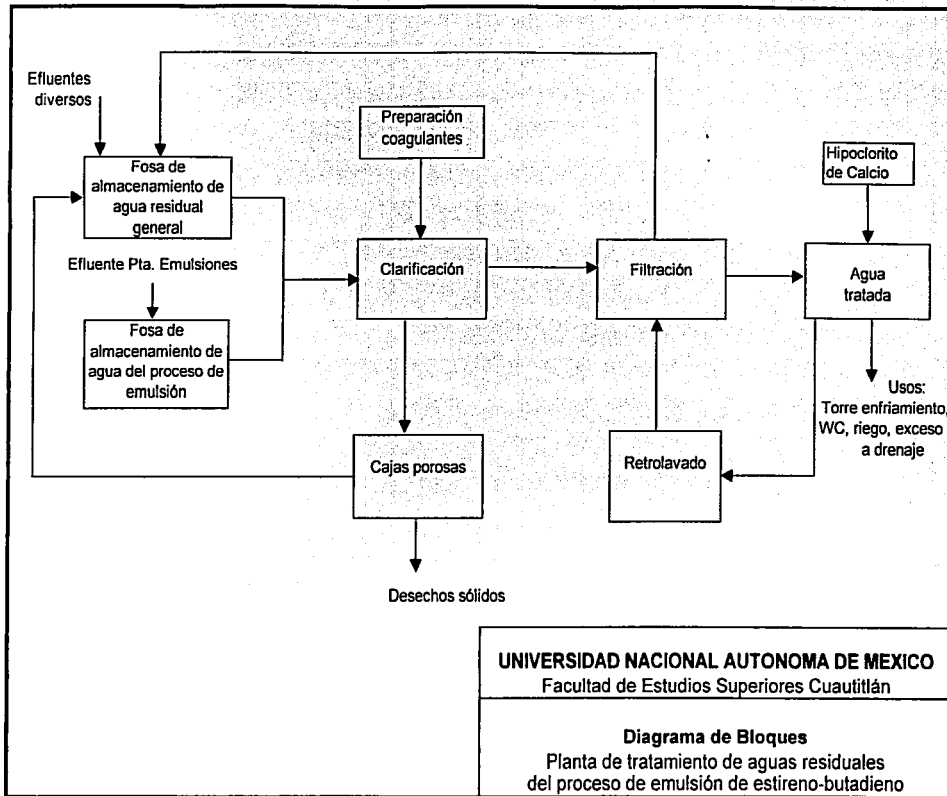 Efluentes
diversos
Fosa de
almacenamiento de
agua residual
general
Efluente Pta. Emulsiones
Fosa de
almacenamiento de
agua del proceso de
emulsión
Preparación
coagulantes
Clarificación
Cajas porosas
Desechos sólidos
Filtración
Retrolavado
Hipoclorito
de Calcio
Agua
tratada
Usos:
Torre enfriamiento,
WC, riego, exceso
a drenaje
UNIVERSIDAD NACIONAL AUTONOMA DE MEXICO
Facultad de Estudios Superiores Cuautitlán
Diagrama de Bloques
Planta de tratamiento de aguas residuales
del proceso de emulsión de estireno-butadieno